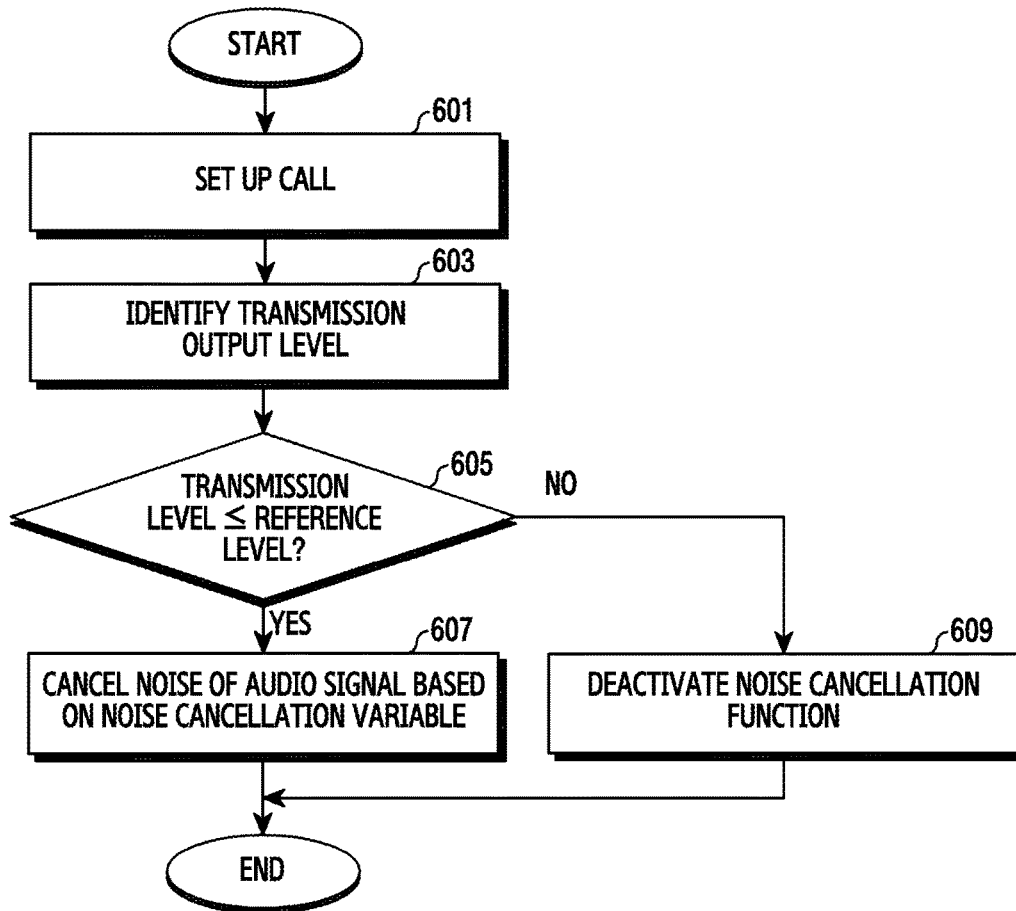 START
601
SET UP CALL
603
IDENTIFY TRANSMISSION
OUTPUT LEVEL
605
TRANSMISSION
LEVEL ≤ REFERENCE
LEVEL?
NO
YES
607
CANCEL NOISE OF AUDIO SIGNAL BASED
ON NOISE CANCELLATION VARIABLE
609
DEACTIVATE NOISE CANCELLATION
FUNCTION
END